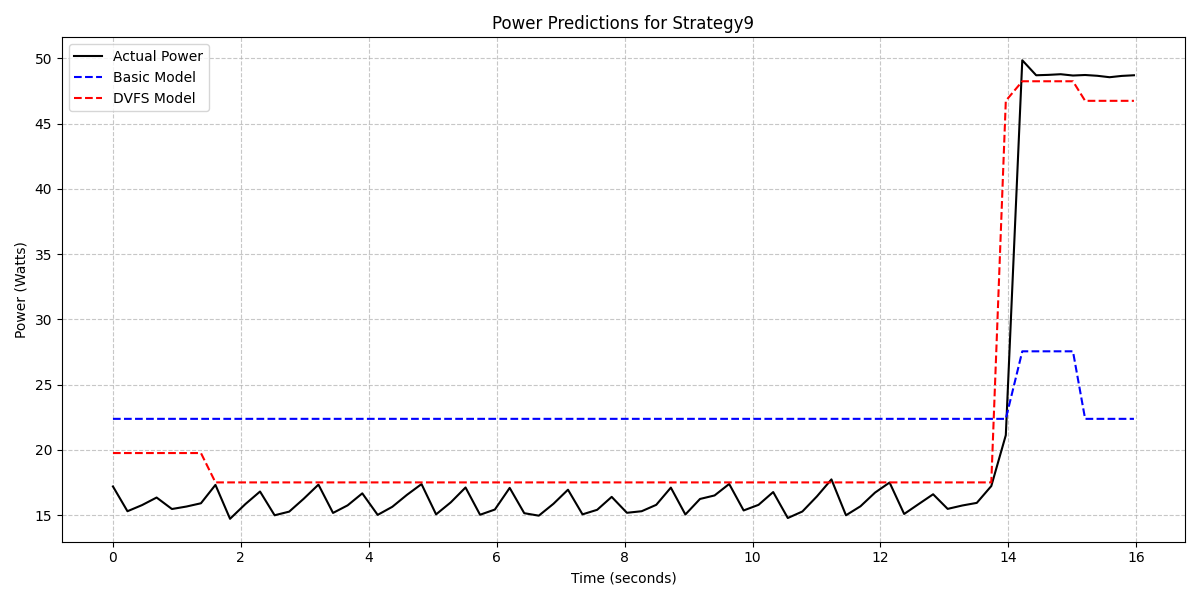 Power Predictions for Strategy9
Actual Power
Basic Model
DVFS Model
Power (Watts)
50
45
40
35
30
25
20
15
0 2 4 6 8 10 12 14 16
Time (seconds)